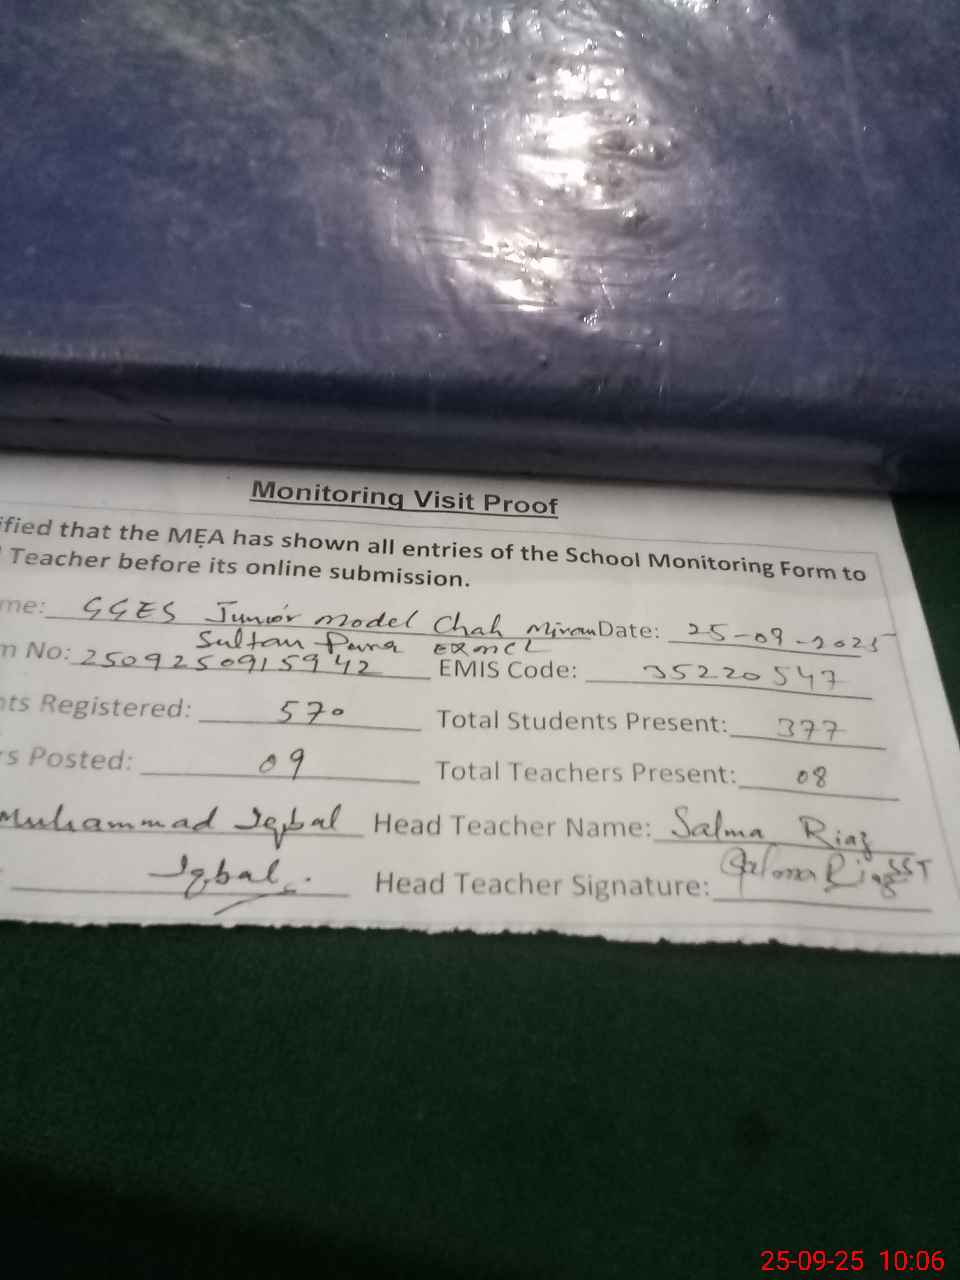 Monitoring Visit Proof
ified that the MEA has shown all entries of the School Monitoring Form to
Teacher before its online submission.
me: GGES Junior model Chah Miran Date: 25-09-2025
Sultan Pura EXMCL
m No: 2509250915942 EMIS Code: 35220547
nts Registered: 570 Total Students Present: 377
rs Posted: 09 Total Teachers Present: 08
Muhammad Iqbal Head Teacher Name: Salma Riaz
Iqbal Head Teacher Signature: Salma Riaz SST
25-09-25 10:06